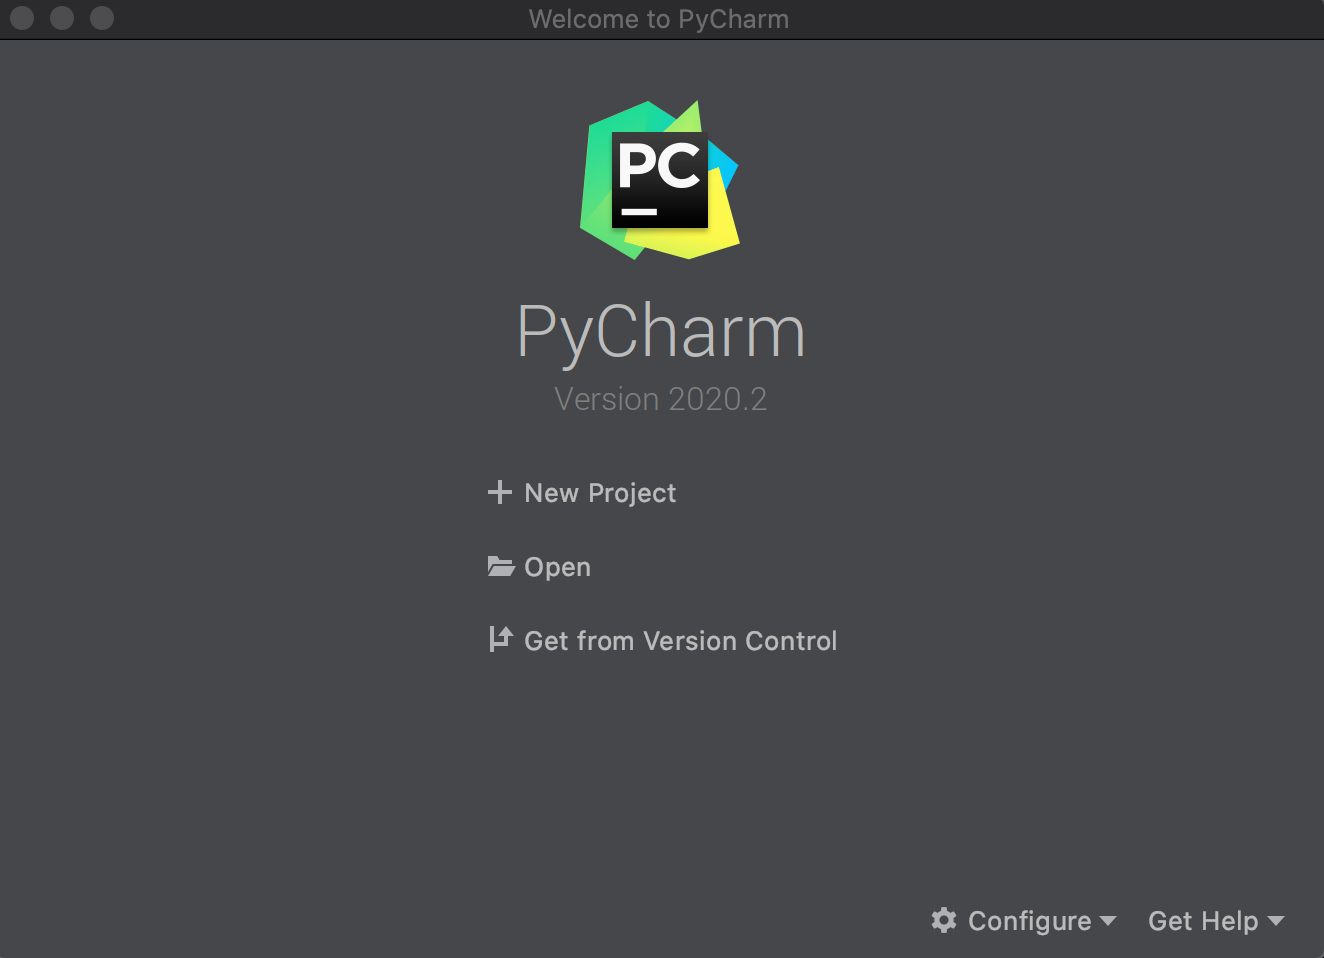 Welcome to PyCharm
PC
PyCharm
Version 2020.2
New Project
Open
Get from Version Control
Configure
Get Help